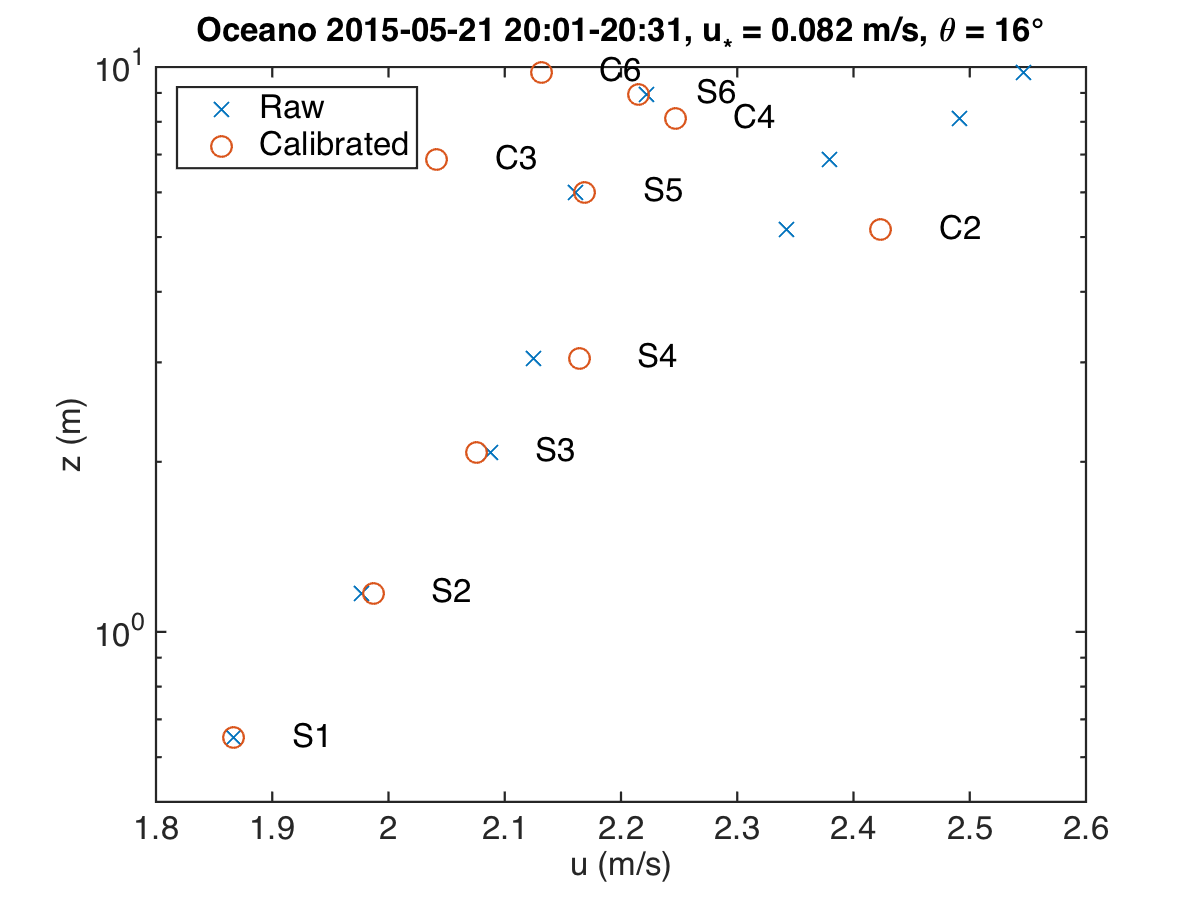 Oceano 2015-05-21 20:01-20:31, u* = 0.082 m/s, θ = 16°
10¹
C6
S6
Raw
C4
Calibrated
C3
S5
C2
S4
z (m)
S3
S2
10⁰
S1
1.8 1.9 2 2.1 2.2 2.3 2.4 2.5 2.6
u (m/s)